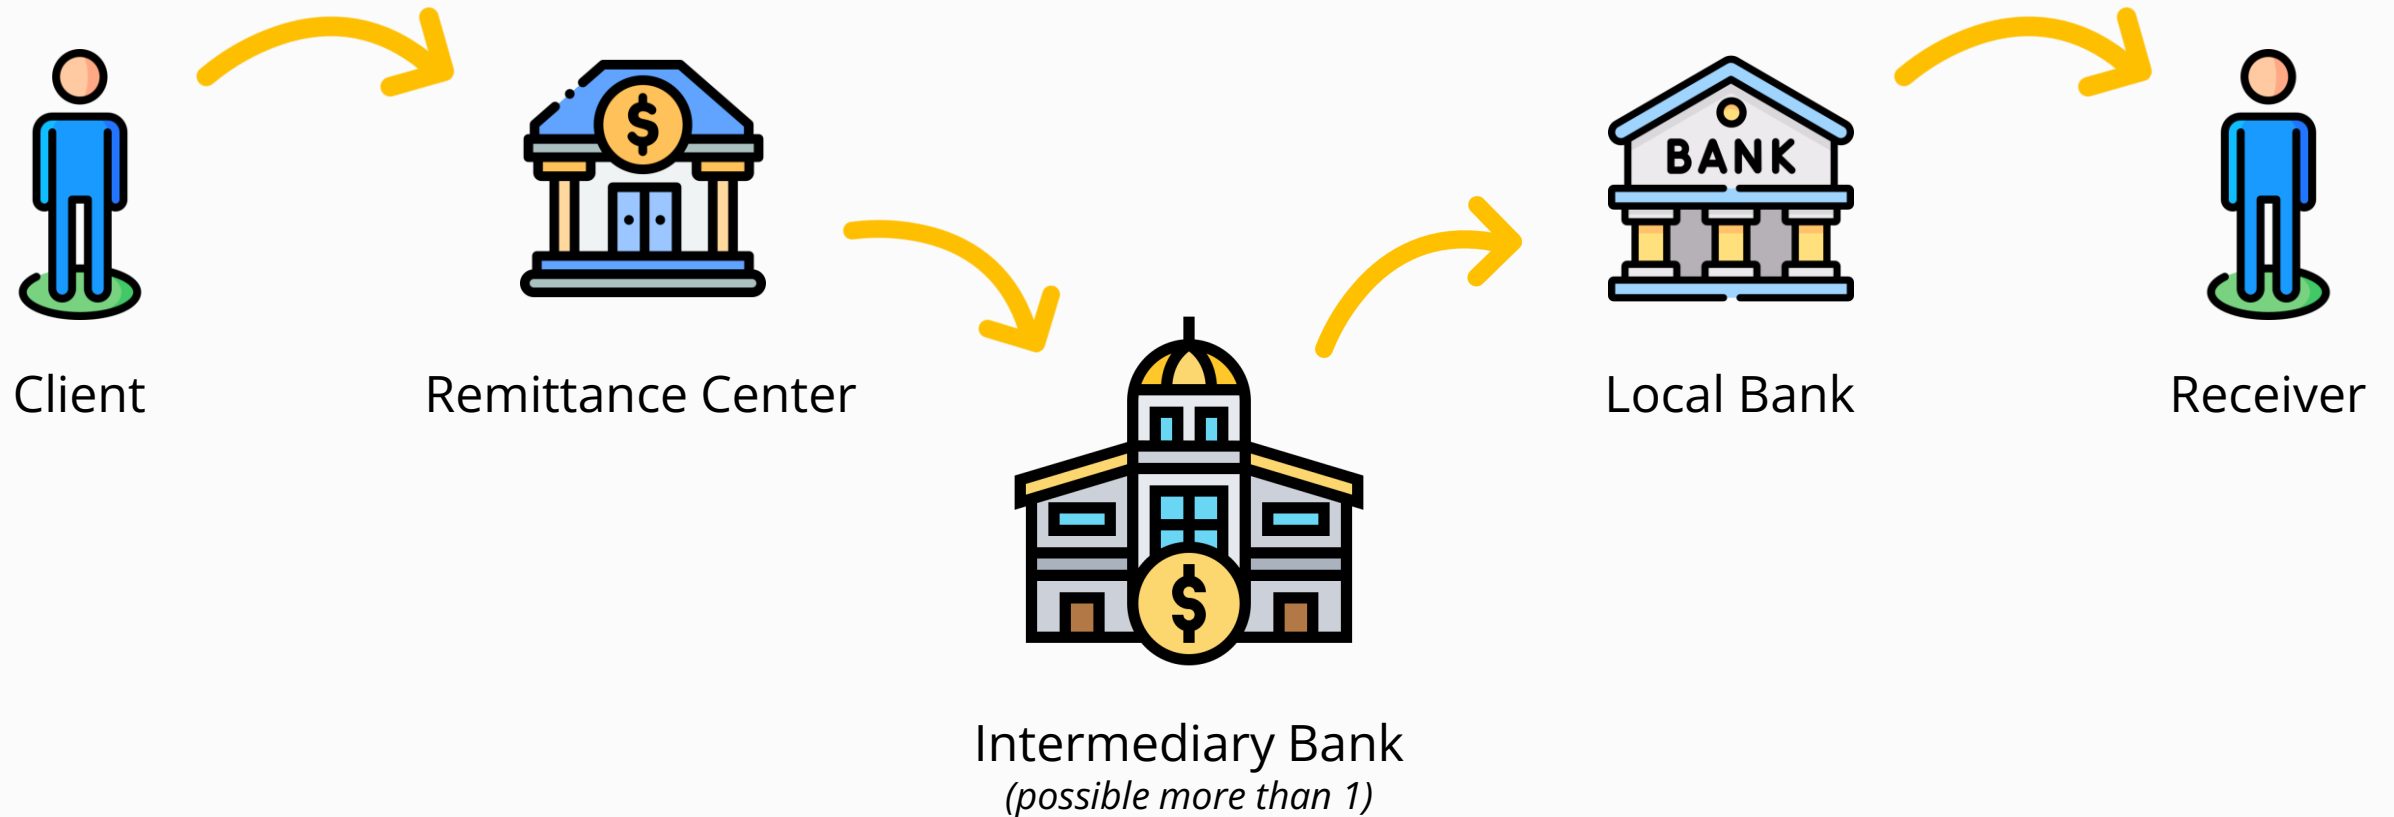 $
BANK
Client
Remittance Center
Local Bank
Receiver
$
Intermediary Bank
(possible more than 1)